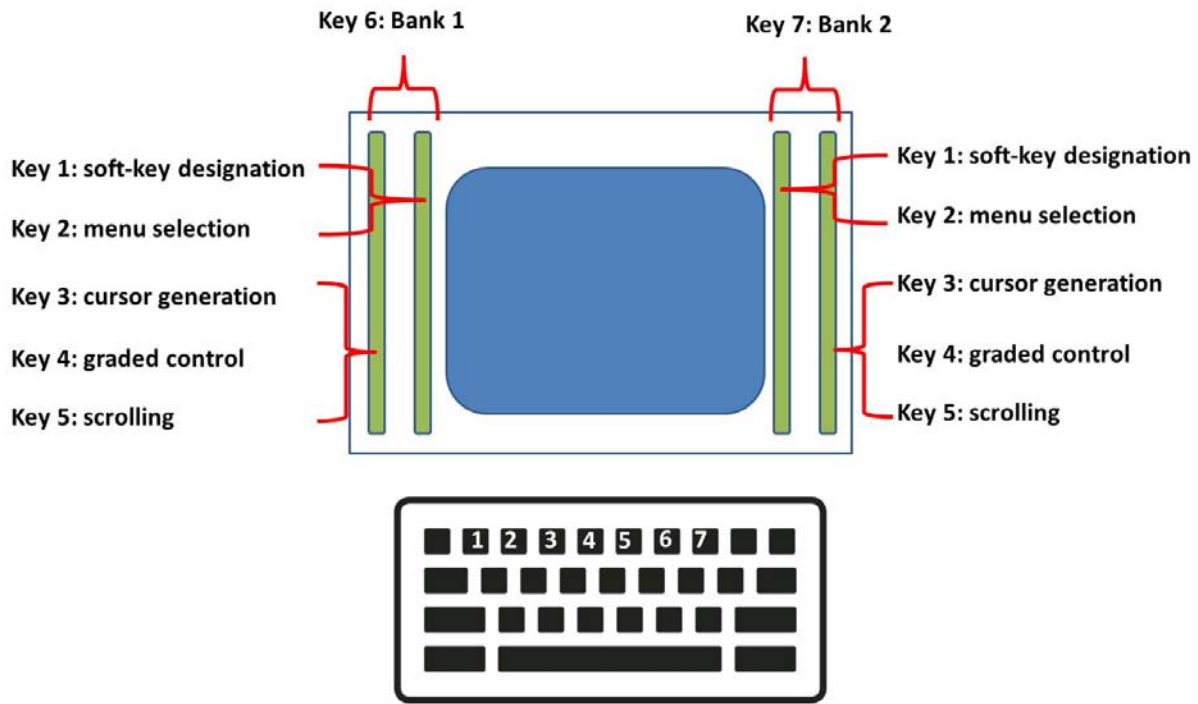 Key 6: Bank 1
Key 7: Bank 2
Key 1: soft-key designation
Key 2: menu selection
Key 3: cursor generation
Key 4: graded control
Key 5: scrolling
Key 1: soft-key designation
Key 2: menu selection
Key 3: cursor generation
Key 4: graded control
Key 5: scrolling
1 2 3 4 5 6 7